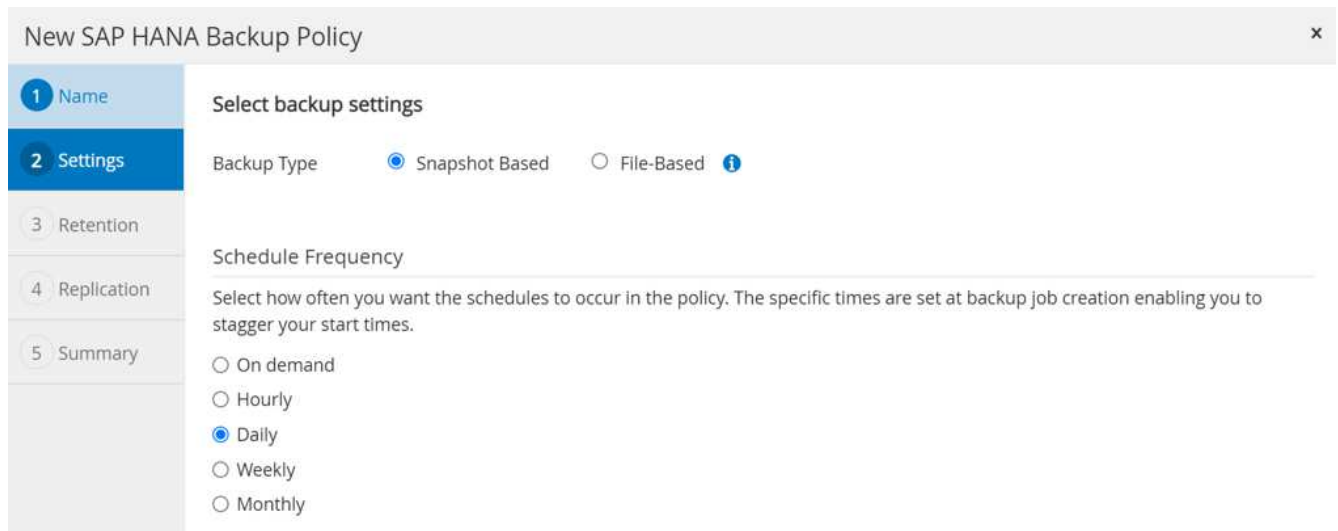 New SAP HANA Backup Policy
x
1 Name
2 Settings
3 Retention
4 Replication
5 Summary
Select backup settings
Backup Type Snapshot Based File-Based i
Schedule Frequency
Select how often you want the schedules to occur in the policy. The specific times are set at backup job creation enabling you to
stagger your start times.
On demand
Hourly
Daily
Weekly
Monthly